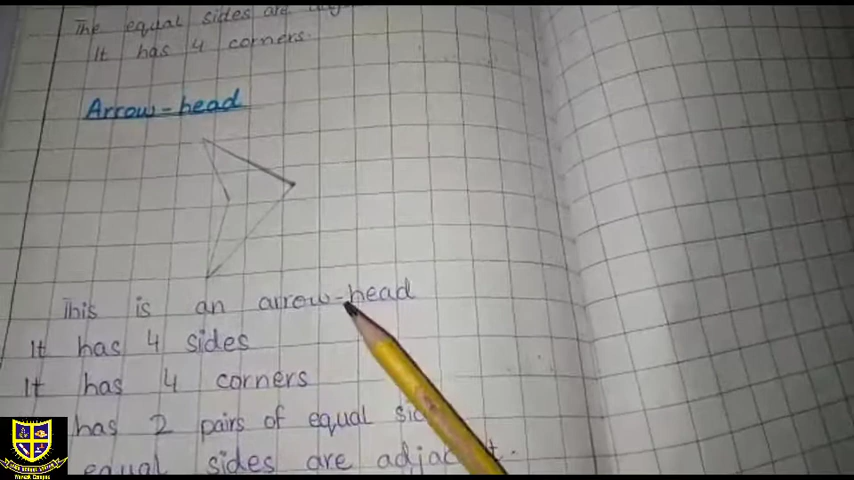 The equal sides are
It has 4 corners.
Arrow-head
This is an arrow-head
It has 4 sides
It has 4 corners
has 2 pairs of equal
equal sides are adjacent.